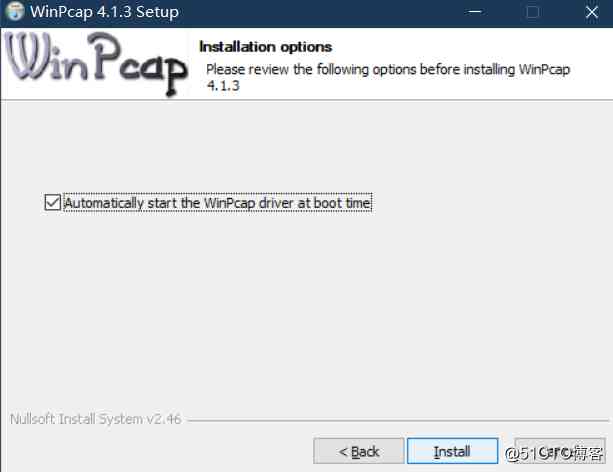 WinPcap 4.1.3 Setup
WinPcap
Installation options
Please review the following options before installing WinPcap
4.1.3
Automatically start the WinPcap driver at boot time
Nullsoft Install System v2.46
< Back
Install
Cancel
@51CTO博客